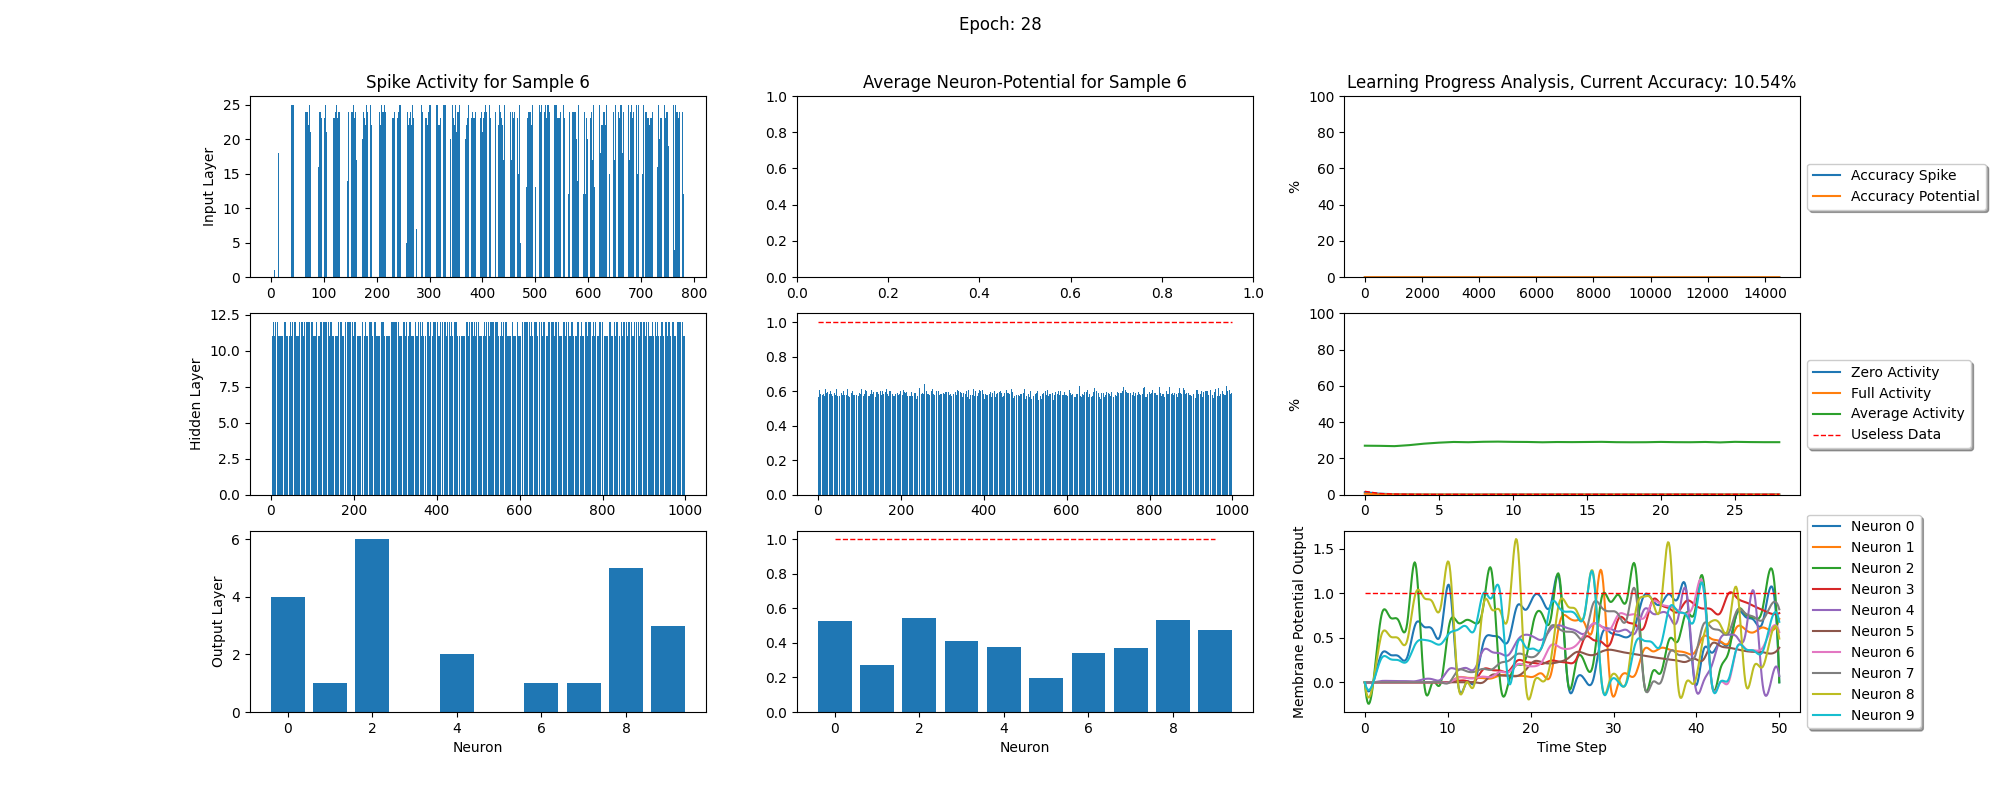 Epoch: 28
Spike Activity for Sample 6
Input Layer
25
20
15
10
5
0
0 100 200 300 400 500 600 700 800
Average Neuron-Potential for Sample 6
1.0
0.8
0.6
0.4
0.2
0.0
0.0 0.2 0.4 0.6 0.8 1.0
Learning Progress Analysis, Current Accuracy: 10.54%
%
100
80
60
40
20
0
0 2000 4000 6000 8000 10000 12000 14000
Accuracy Spike
Accuracy Potential
Hidden Layer
12.5
10.0
7.5
5.0
2.5
0.0
0 200 400 600 800 1000
1.0
0.8
0.6
0.4
0.2
0.0
0 200 400 600 800 1000
%
100
80
60
40
20
0
0 5 10 15 20 25
Zero Activity
Full Activity
Average Activity
Useless Data
Output Layer
6
4
2
0
0 2 4 6 8
Neuron
1.0
0.8
0.6
0.4
0.2
0.0
0 2 4 6 8
Neuron
Membrane Potential Output
1.5
1.0
0.5
0.0
0 10 20 30 40 50
Time Step
Neuron 0
Neuron 1
Neuron 2
Neuron 3
Neuron 4
Neuron 5
Neuron 6
Neuron 7
Neuron 8
Neuron 9